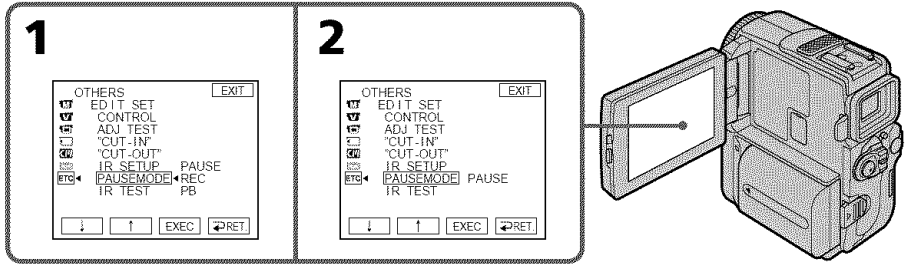 1
OTHERS EXIT
EDIT SET
CONTROL
ADJ TEST
"CUT-IN"
"CUT-OUT"
IR SETUP PAUSE
ETC PAUSEMODE REC
IR TEST PB
↓ ↑ EXEC RET.
2
OTHERS EXIT
EDIT SET
CONTROL
ADJ TEST
"CUT-IN"
"CUT-OUT"
IR SETUP
ETC PAUSEMODE PAUSE
IR TEST
↓ ↑ EXEC RET.